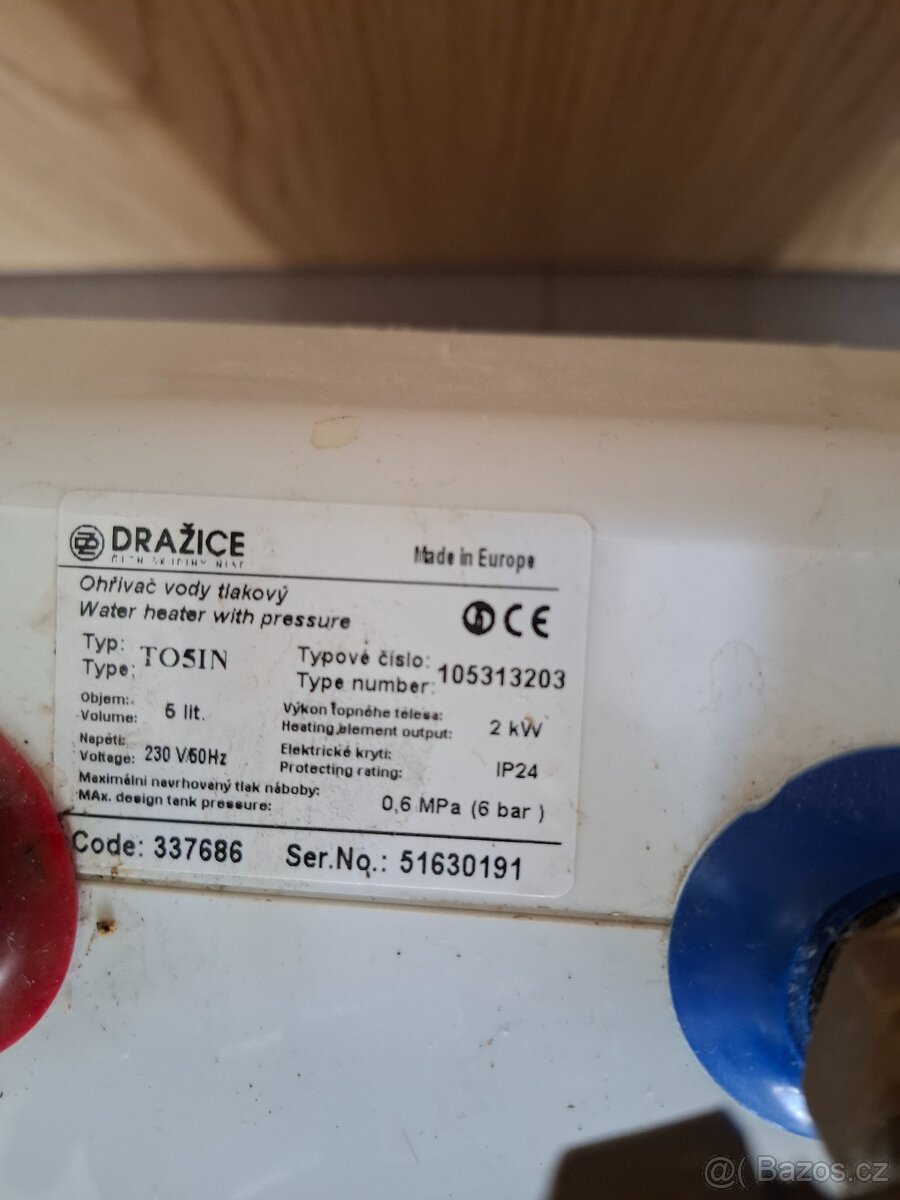 DRAŽICE
Made in Europe
Ohřívač vody tlakový
Water heater with pressure
CE
Typ:
Type: TO5IN
Typové číslo:
Type number: 105313203
Objem:
Volume: 5 lit.
Výkon topného tělesa:
Heating element output: 2 kW
Napětí:
Voltage: 230 V/50Hz
Elektrické krytí:
Protecting rating: IP24
Maximální navrhovaný tlak náboby:
MAx. design tank pressure: 0,6 MPa (6 bar )
Code: 337686 Ser.No.: 51630191
@( Bazos.cz